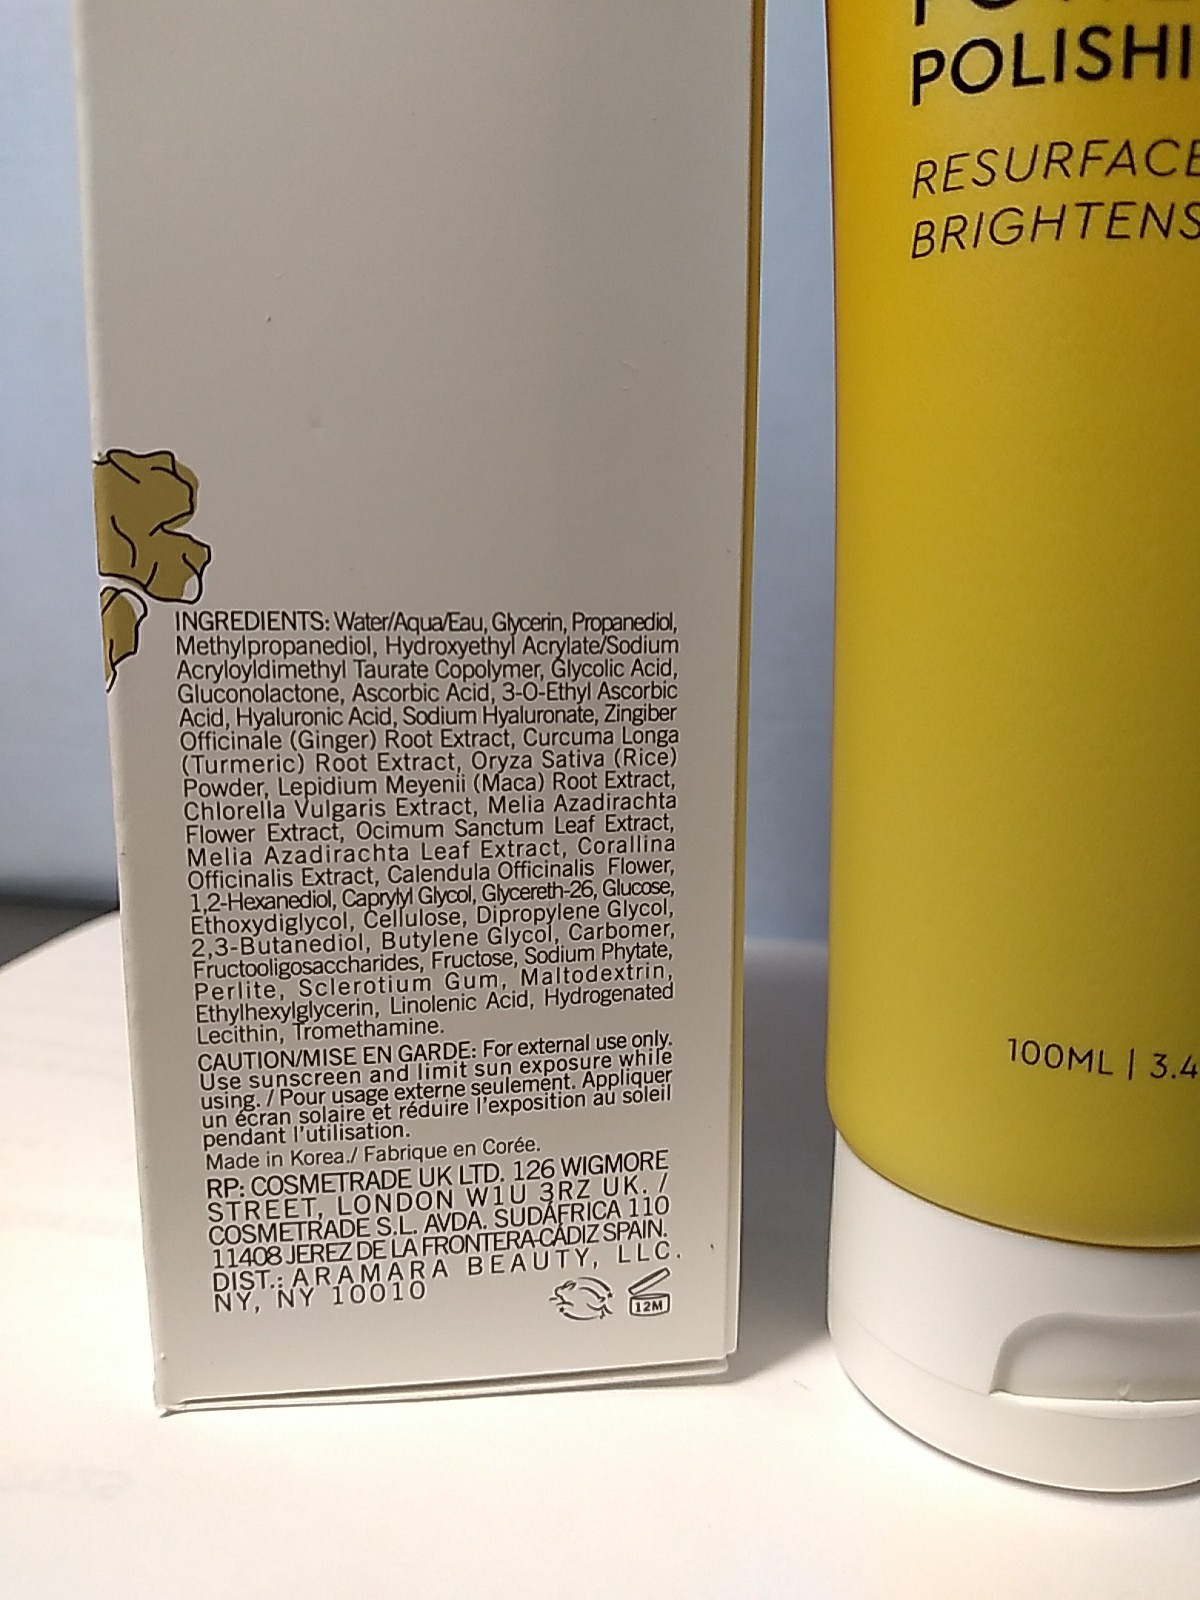 INGREDIENTS: Water/Aqua/Eau, Glycerin, Propanediol,
Methylpropanediol, Hydroxyethyl Acrylate/Sodium
Acryloyldimethyl Taurate Copolymer, Glycolic Acid,
Gluconolactone, Ascorbic Acid, 3-O-Ethyl Ascorbic
Acid, Hyaluronic Acid, Sodium Hyaluronate, Zingiber
Officinale (Ginger) Root Extract, Curcuma Longa
(Turmeric) Root Extract, Oryza Sativa (Rice)
Powder, Lepidium Meyenii (Maca) Root Extract,
Chlorella Vulgaris Extract, Melia Azadirachta
Flower Extract, Ocimum Sanctum Leaf Extract,
Melia Azadirachta Leaf Extract, Corallina
Officinalis Extract, Calendula Officinalis Flower,
1,2-Hexanediol, Caprylyl Glycol, Glycereth-26, Glucose,
Ethoxydiglycol, Cellulose, Dipropylene Glycol,
2,3-Butanediol, Butylene Glycol, Carbomer,
Fructooligosaccharides, Fructose, Sodium Phytate,
Perlite, Sclerotium Gum, Maltodextrin,
Ethylhexylglycerin, Linolenic Acid, Hydrogenated
Lecithin, Tromethamine.
CAUTION/MISE EN GARDE: For external use only.
Use sunscreen and limit sun exposure while
using. / Pour usage externe seulement. Appliquer
un écran solaire et réduire l'exposition au soleil
pendant l'utilisation.
Made in Korea./ Fabrique en Corée.
RP: COSMETRADE UK LTD. 126 WIGMORE
STREET, LONDON W1U 3RZ UK. /
COSMETRADE S.L. AVDA. SUDÁFRICA 110
11408 JEREZ DE LA FRONTERA-CÁDIZ SPAIN.
DIST.: ARAMARA BEAUTY, LLC.
NY, NY 10010
12M
POLISHI
RESURFACE
BRIGHTENS
100ML | 3.4